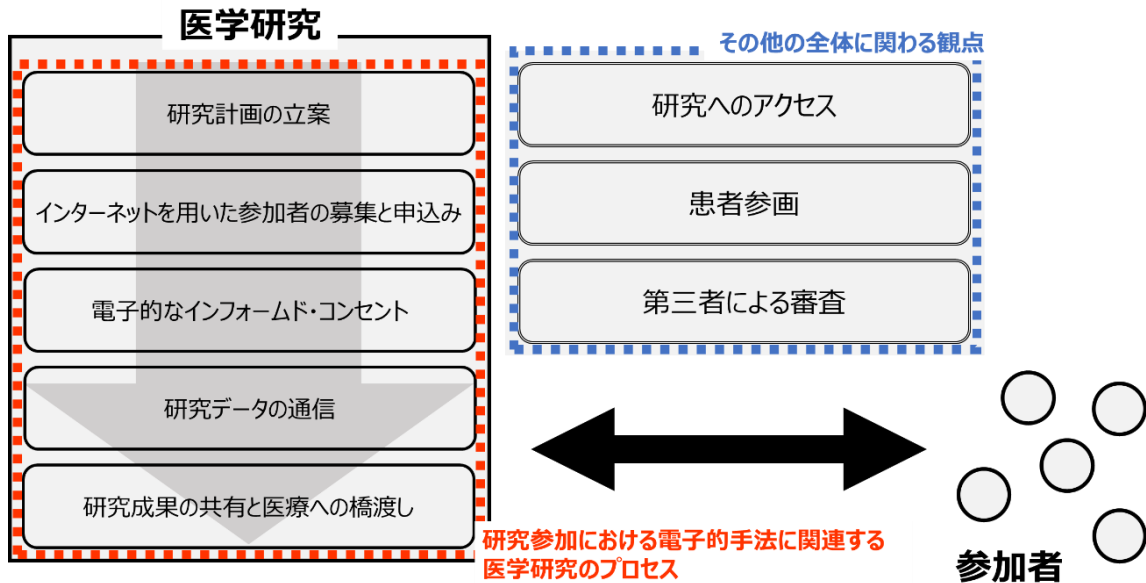 医学研究
研究計画の立案
インターネットを用いた参加者の募集と申込み
電子的なインフォームド・コンセント
研究データの通信
研究成果の共有と医療への橋渡し
研究参加における電子的手法に関連する
医学研究のプロセス
その他の全体に関わる観点
研究へのアクセス
患者参画
第三者による審査
参加者